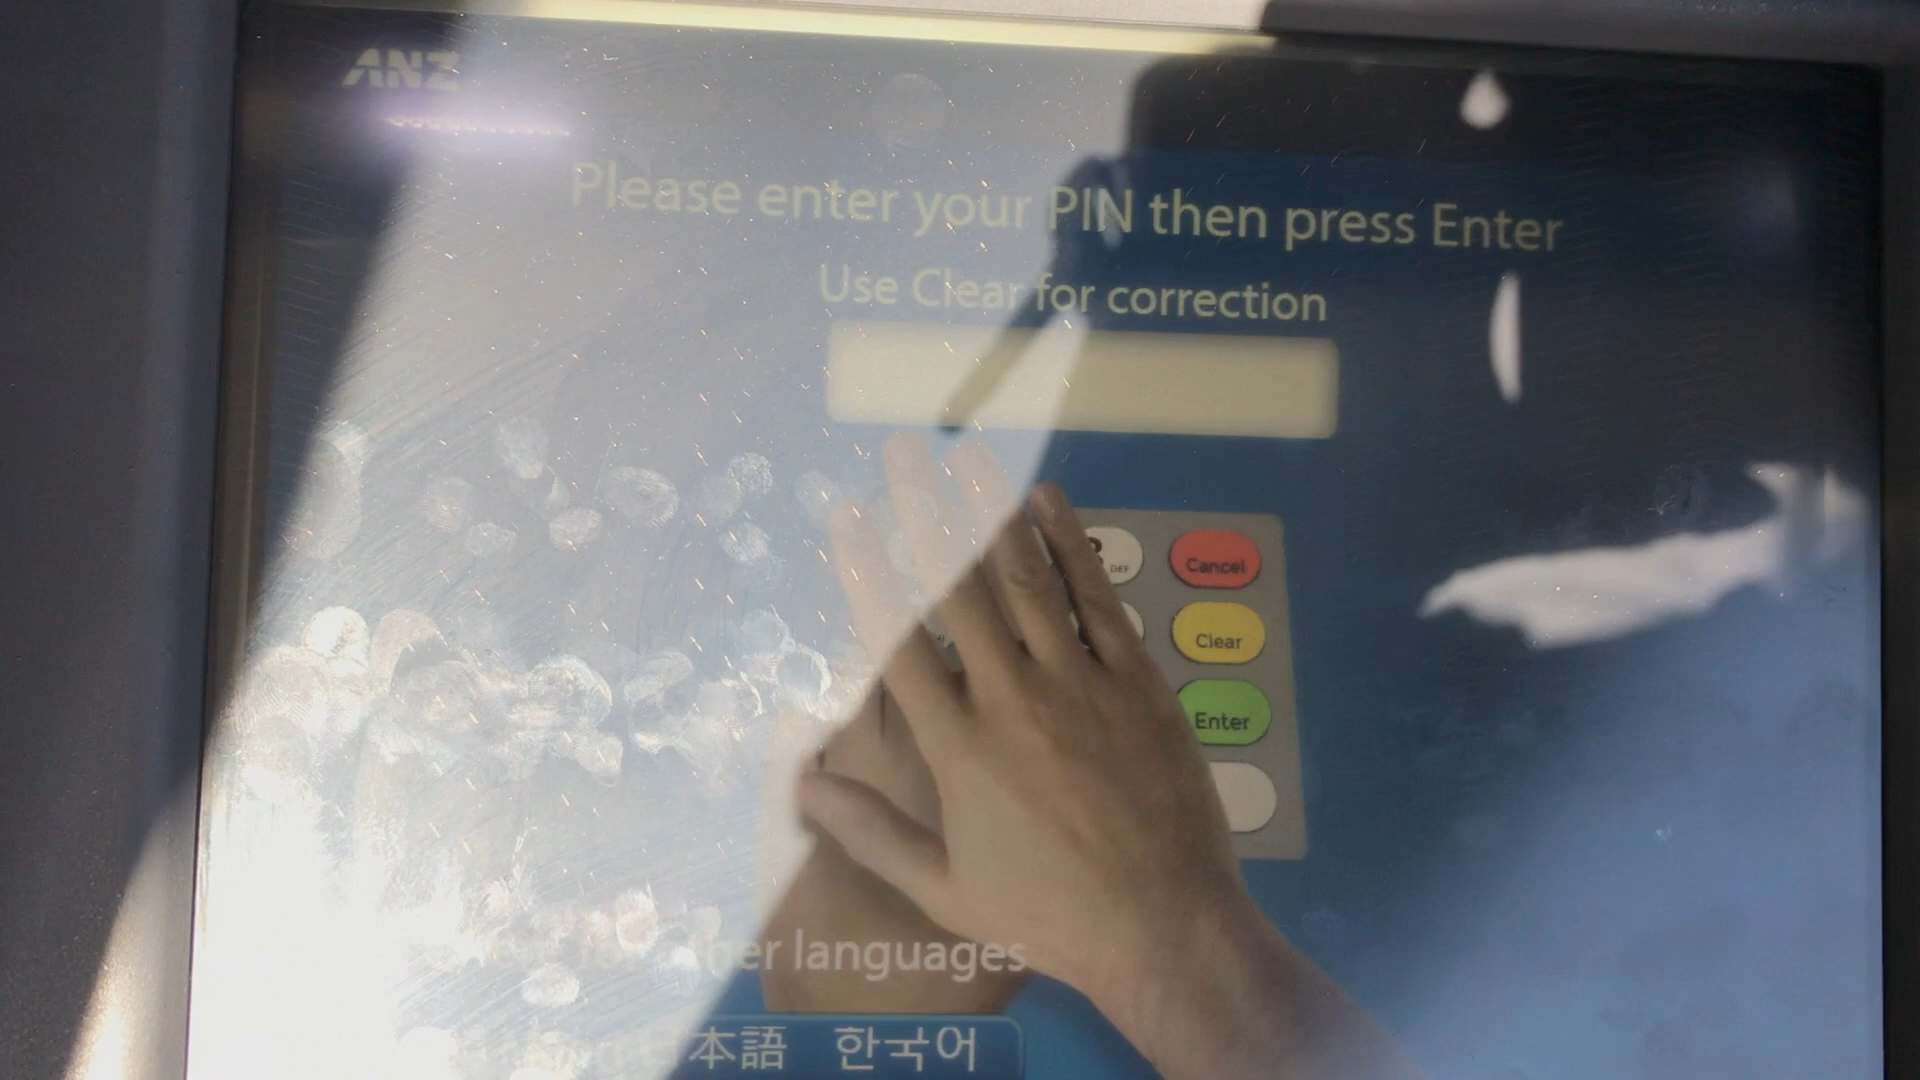 ANZ
Please enter your PIN then press Enter
Use Clear for correction
DEF
Cancel
Clear
Enter
languages
日本語 한국어